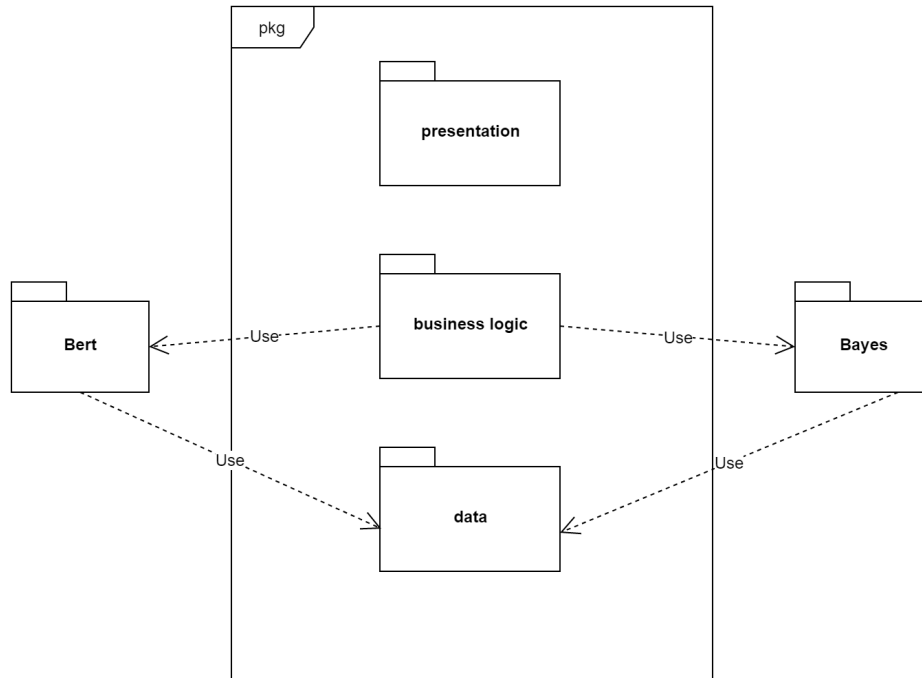 pkg
presentation
business logic
Bert
Use
Use
Bayes
Use
Use
data